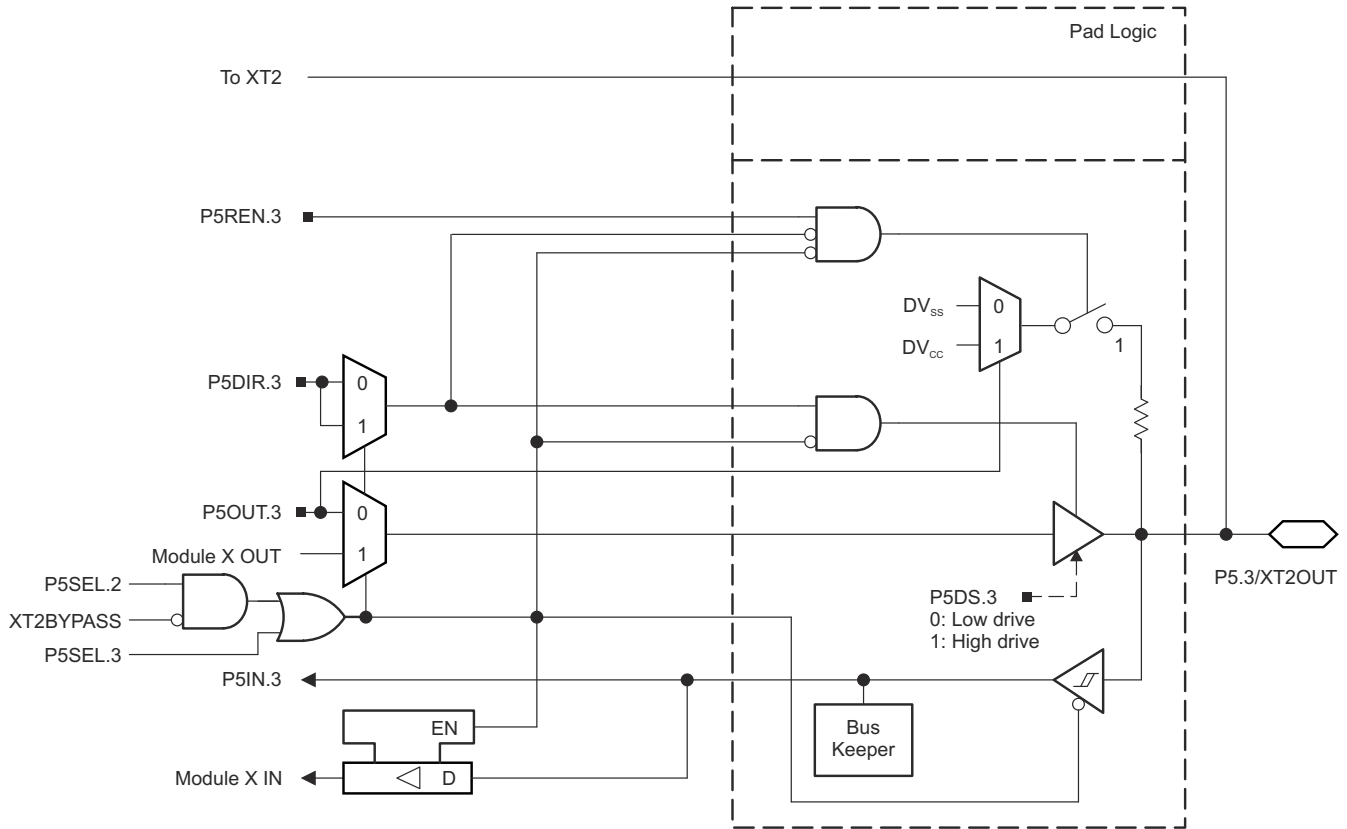 Pad Logic
To XT2
P5REN.3
DVSS
0
DVCC
1
1
P5DIR.3
0
1
P5OUT.3
0
Module X OUT
1
P5SEL.2
XT2BYPASS
P5SEL.3
P5.3/XT2OUT
P5DS.3
0: Low drive
1: High drive
P5IN.3
Bus
Keeper
EN
Module X IN
D